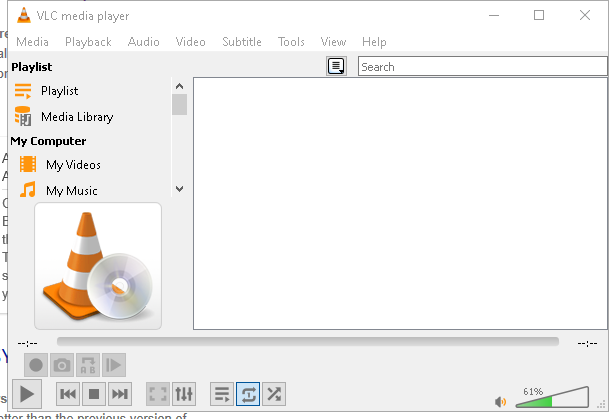 VLC media player
Media Playback Audio Video Subtitle Tools View Help
Playlist
Search
Playlist
Media Library
My Computer
My Videos
My Music
--:-- --:--
A B
61%
etter than the previous version of